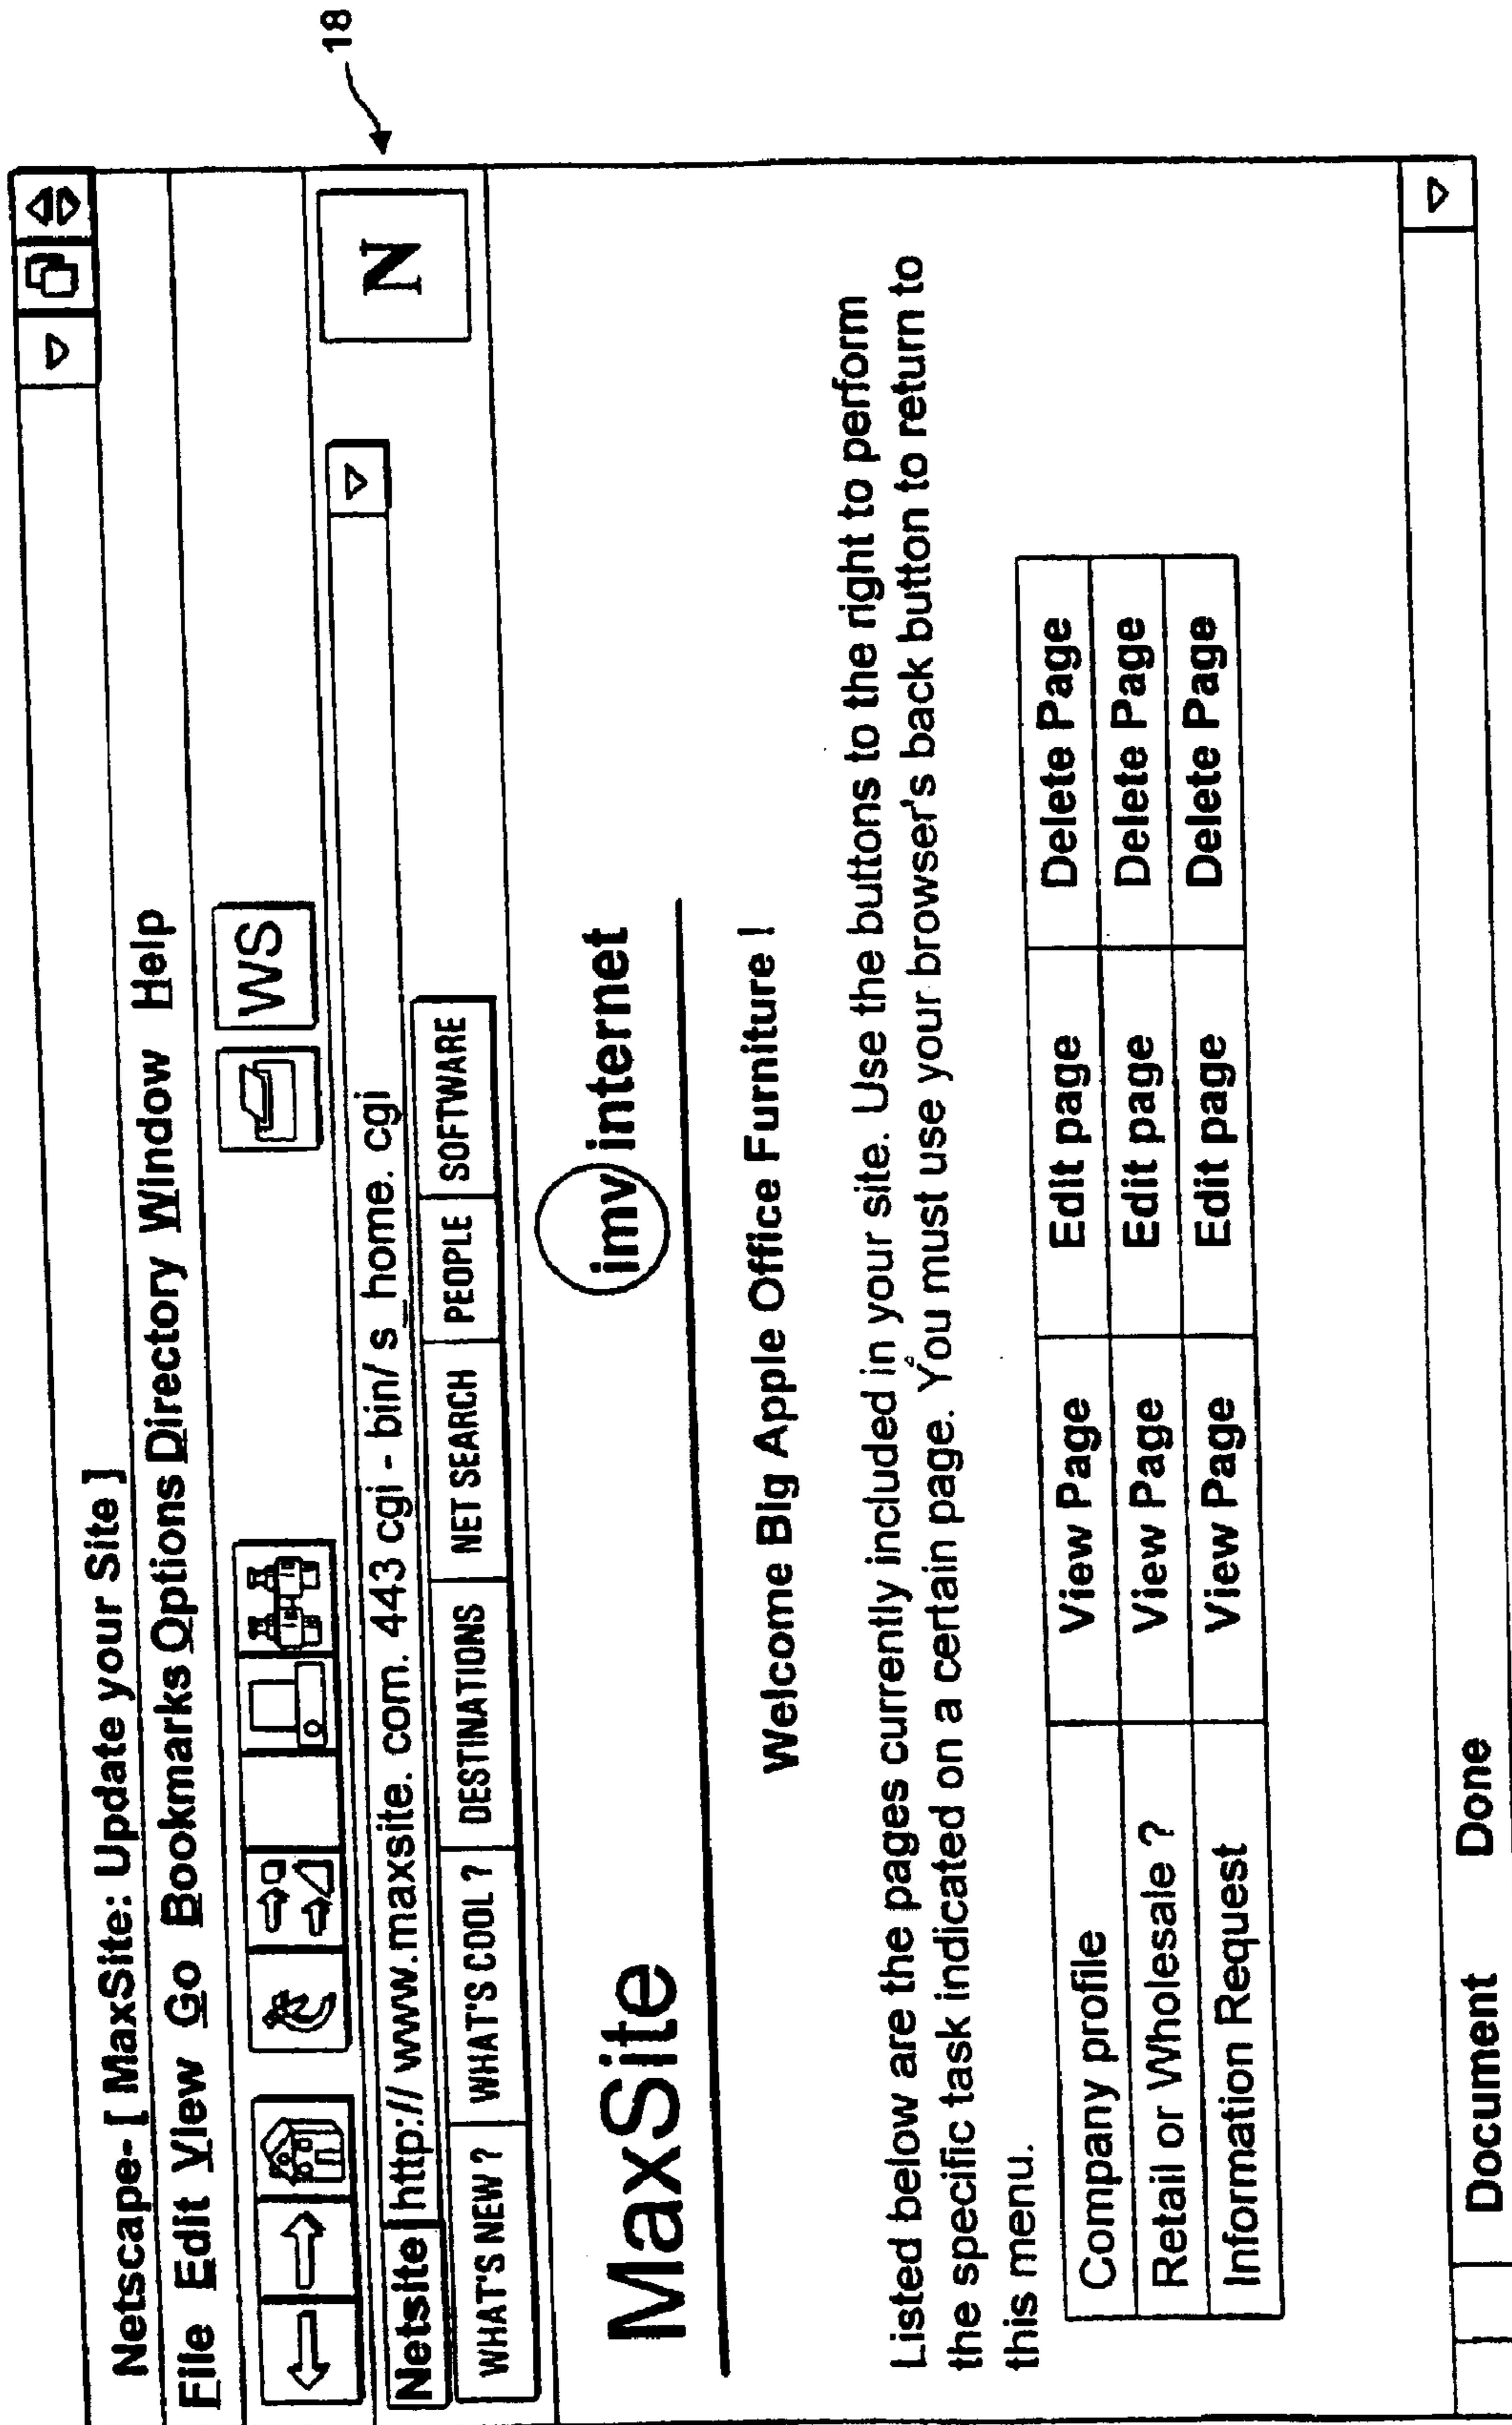 18
Netscape- [ MaxSite: Update your Site ]
File Edit View Go Bookmarks Options Directory Window Help
WS
Netsite http:// www.maxsite. com. 443 cgi - bin/ s_home. cgi
N
WHAT'S NEW ? WHAT'S COOL ? DESTINATIONS NET SEARCH PEOPLE SOFTWARE
MaxSite imv internet
Welcome Big Apple Office Furniture !
Listed below are the pages currently included in your site. Use the buttons to the right to perform
the specific task indicated on a certain page. You must use your browser's back button to return to
this menu.
Company profile View Page Edit page Delete Page
Retail or Wholesale ? View Page Edit page Delete Page
Information Request View Page Edit page Delete Page
Document Done